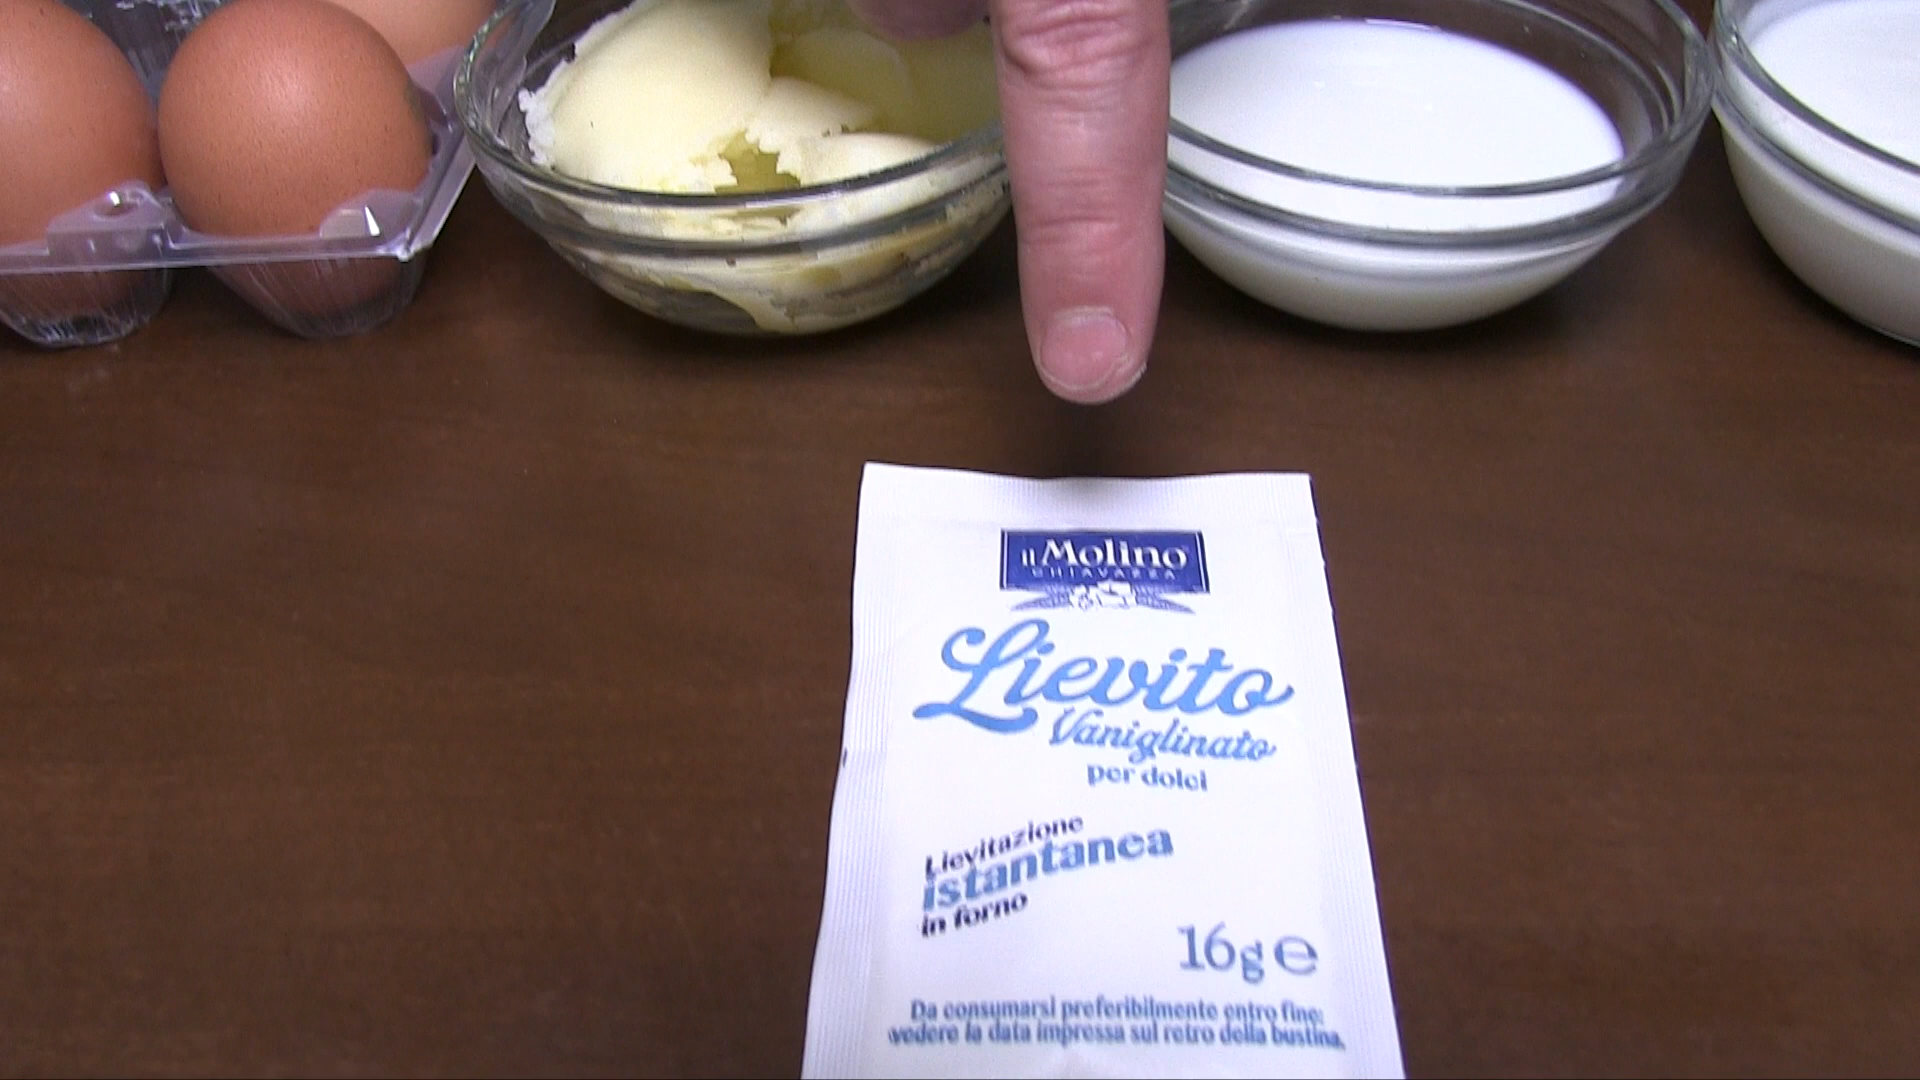 il Molino
CHIAVAZZA
Lievito
Vaniglinato
per dolci
Lievitazione
istantanea
in forno
16g e
Da consumarsi preferibilmente entro fine:
vedere la data impressa sul retro della bustina.